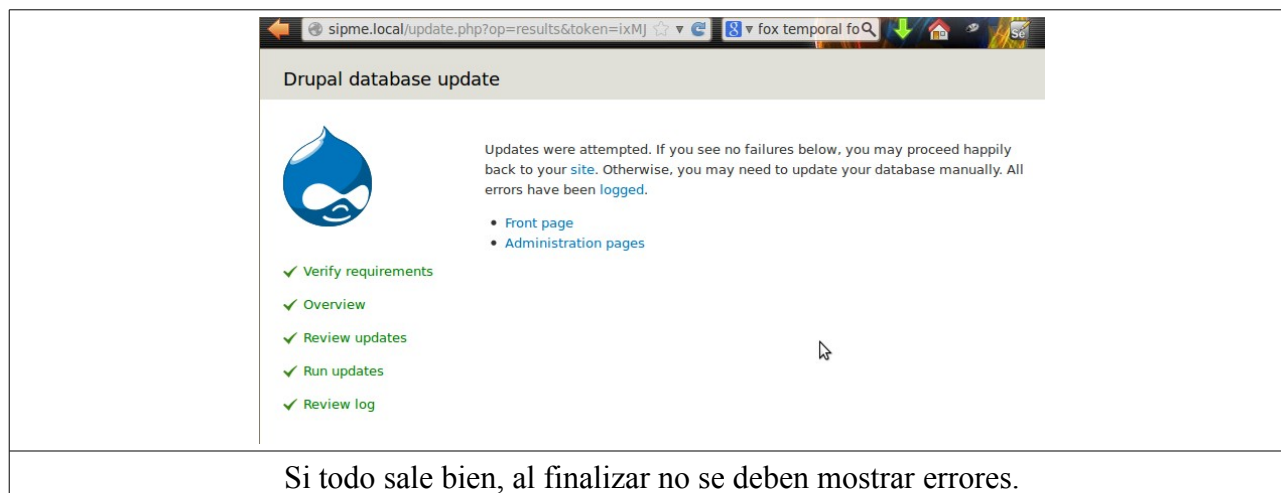 sipme.local/update.php?op=results&token=ixMJ fox temporal fo
Drupal database update
Updates were attempted. If you see no failures below, you may proceed happily
back to your site. Otherwise, you may need to update your database manually. All
errors have been logged.
• Front page
• Administration pages
Verify requirements
Overview
Review updates
Run updates
Review log
Si todo sale bien, al finalizar no se deben mostrar errores.